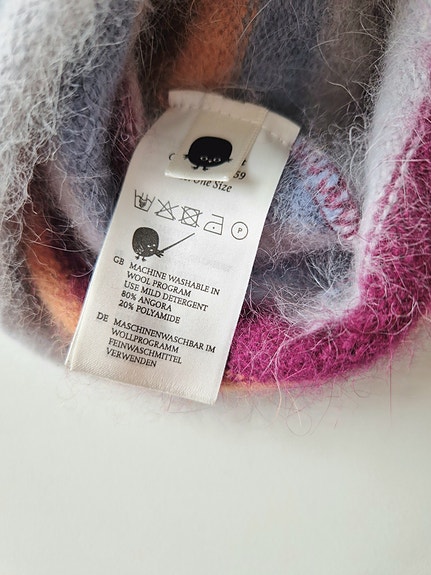 59
One Size
P
GB MACHINE WASHABLE IN
WOOL PROGRAM
USE MILD DETERGENT
80% ANGORA
20% POLYAMIDE
DE MASCHINENWASCHBAR IM
WOLLPROGRAMM
FEINWASCHMITTEL
VERWENDEN